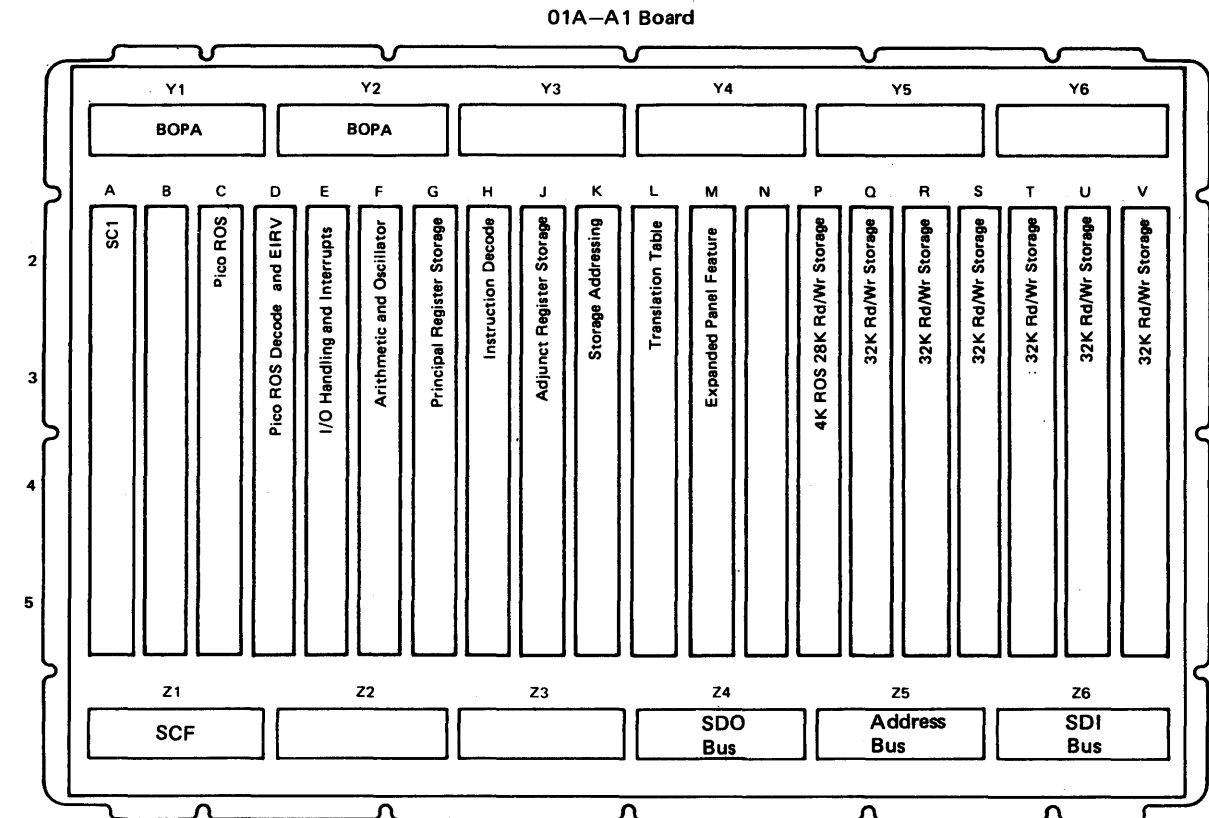 01A—A1 Board
Y1
Y2
Y3
Y4
Y5
Y6
BOPA
BOPA
A
B
C
D
E
F
G
H
J
K
L
M
N
P
Q
R
S
T
U
V
SC1
Pico ROS
Pico ROS Decode and EIRV
I/O Handling and Interrupts
Arithmetic and Oscillator
Principal Register Storage
Instruction Decode
Adjunct Register Storage
Storage Addressing
Translation Table
Expanded Panel Feature
4K ROS 28K Rd/Wr Storage
32K Rd/Wr Storage
32K Rd/Wr Storage
32K Rd/Wr Storage
32K Rd/Wr Storage
32K Rd/Wr Storage
32K Rd/Wr Storage
2
3
4
5
Z1
Z2
Z3
Z4
Z5
Z6
SCF
SDO
Bus
Address
Bus
SDI
Bus